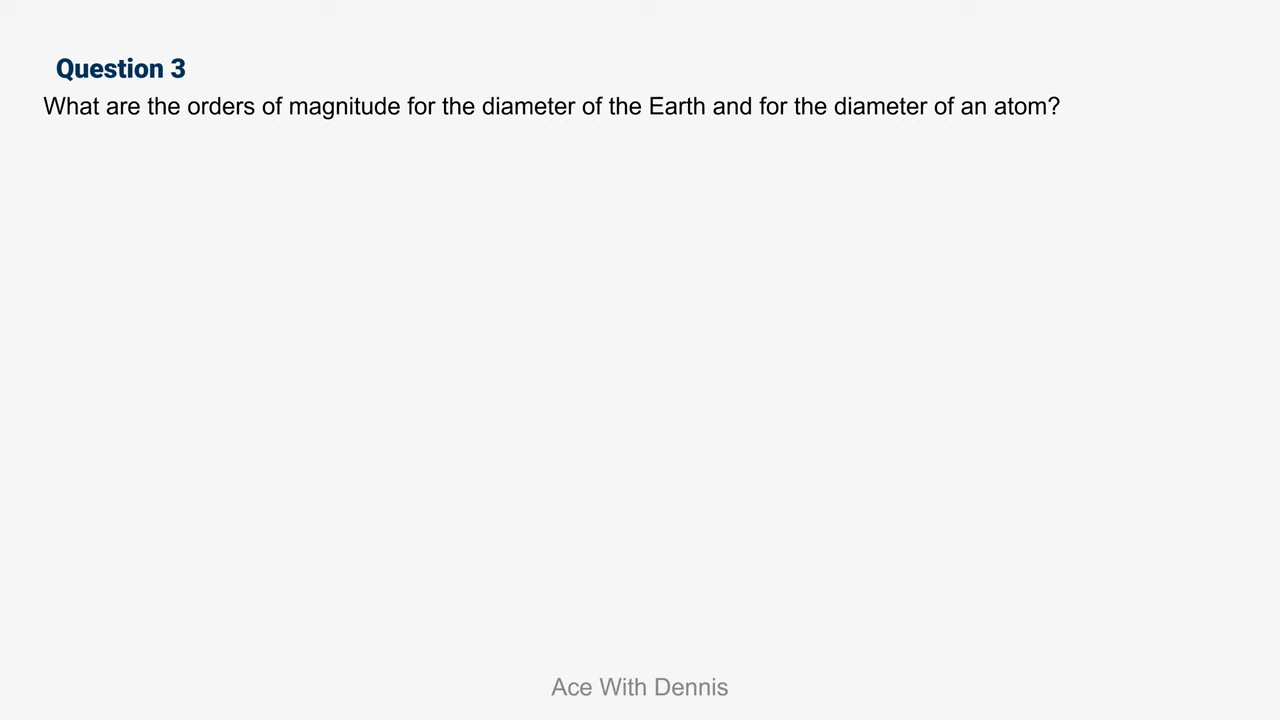 Question 3
What are the orders of magnitude for the diameter of the Earth and for the diameter of an atom?
Ace With Dennis